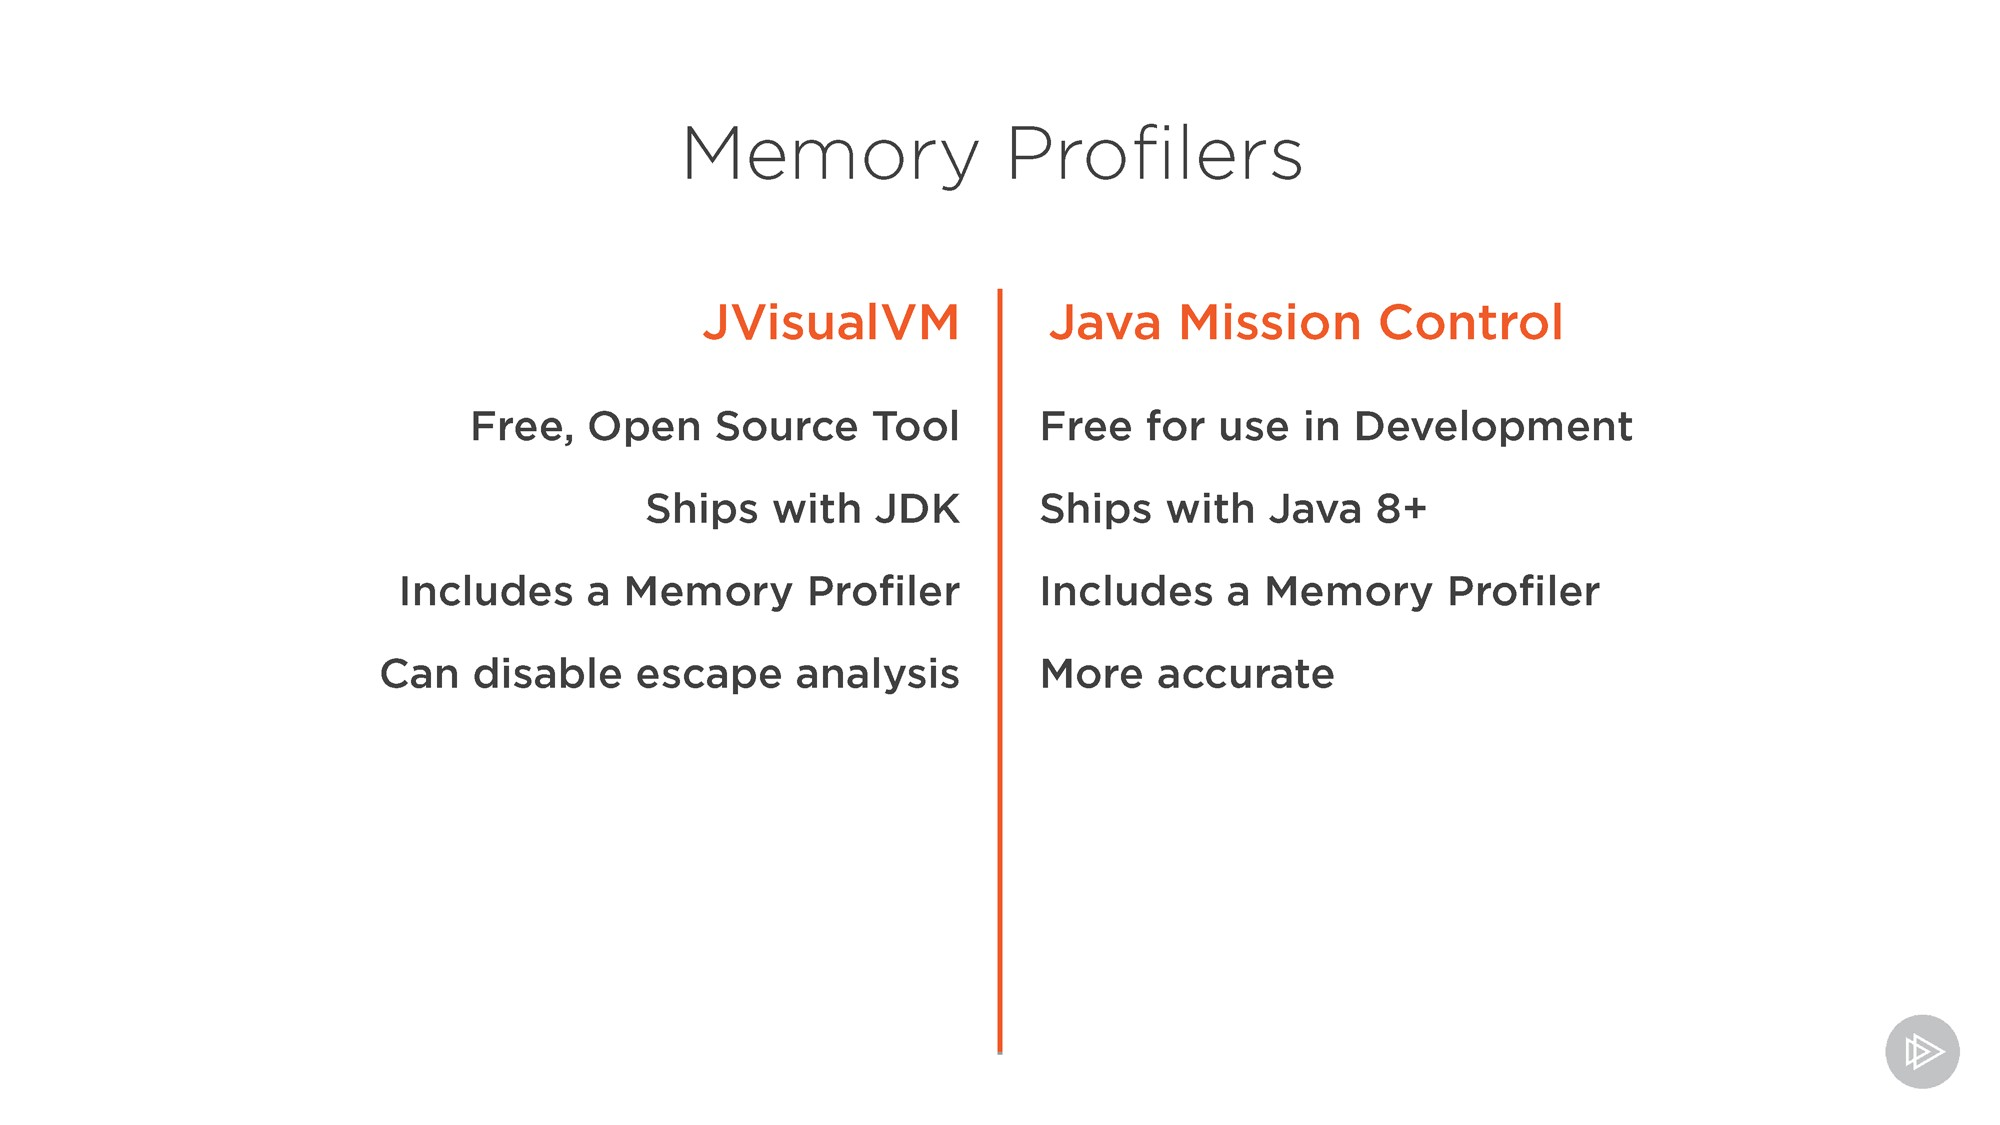 Memory Profilers
JVisualVM
Free, Open Source Tool
Ships with JDK
Includes a Memory Profiler
Can disable escape analysis
Java Mission Control
Free for use in Development
Ships with Java 8+
Includes a Memory Profiler
More accurate